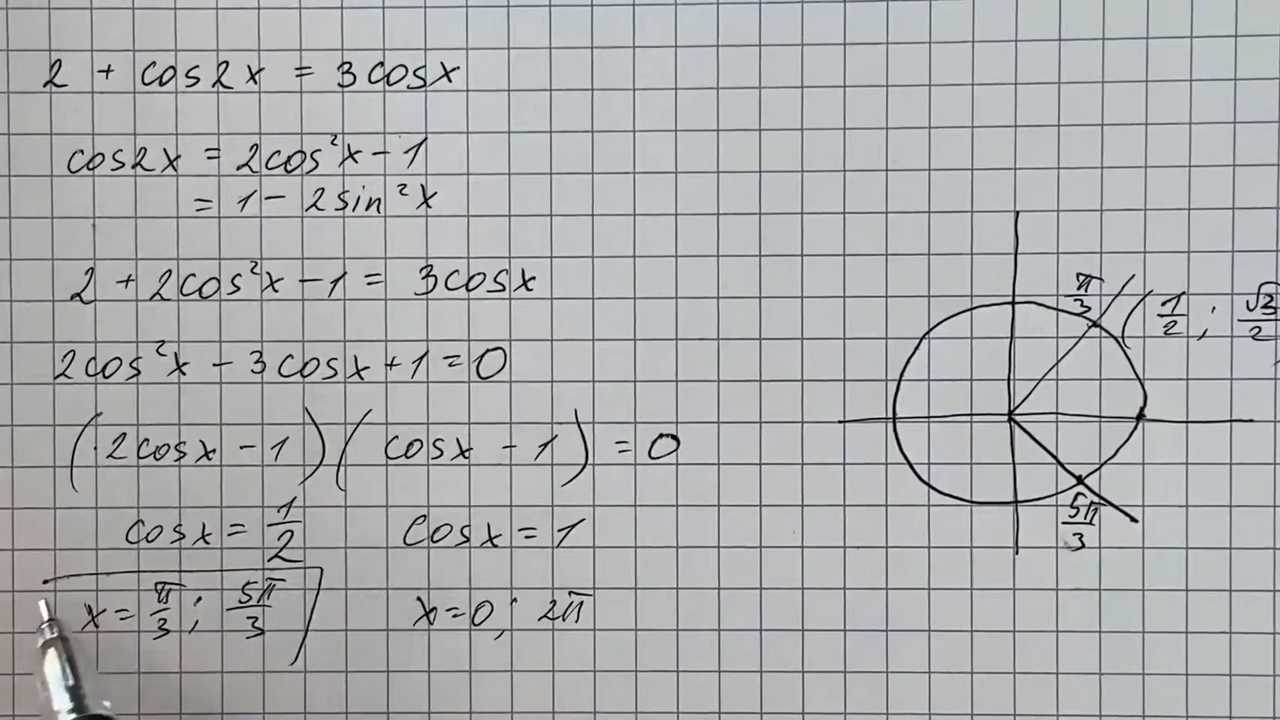 2 + cos2x = 3cosx
cos2x = 2cos²x - 1
= 1 - 2sin²x
2 + 2cos²x - 1 = 3cosx
2cos²x - 3cosx + 1 = 0
(2cosx - 1)(cosx - 1) = 0
cosx = 1/2 cosx = 1
x = π/3 ; 5π/3 x = 0 ; 2π
π/3 (1/2 ; √3/2
5π/3